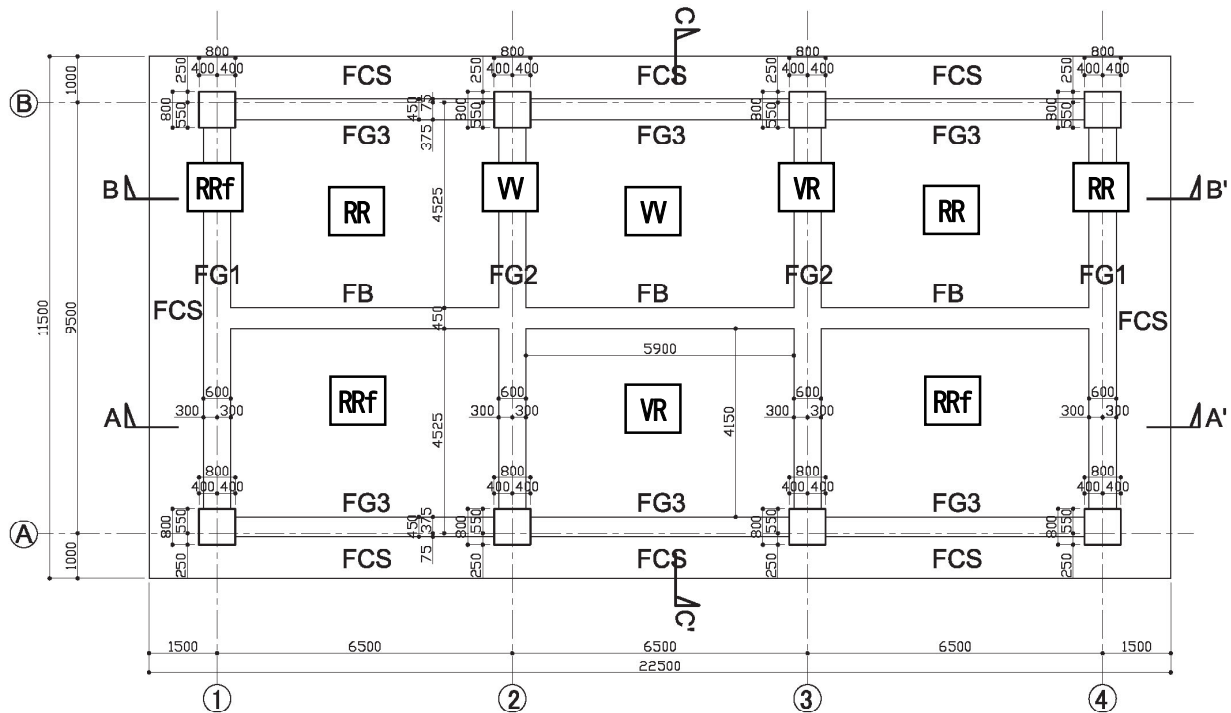 C
800 800 800 800
400 400 400 400 400 400 400 400
1000 250 FCS 250 FCS 250 FCS 250
B
800 550 450 75 800 550 800 550 800 550
FG3 375 FG3 FG3
B RRf RR VV VV VR RR RR B'
4525
FG1 FG2 FG2 FG1
FB FB FB
FCS FCS
11500 9500 450
5900
600 600 600 600
RRf VR RRf
A 300 300 300 300 300 300 300 300 A'
4525 4150
800 800 800 800
400 400 400 400 400 400 400 400
FG3 FG3 FG3
A
800 550 450 375 800 550 800 550 800 550
1000 250 75 250 250 250
FCS FCS FCS
C'
1500 6500 6500 6500 1500
22500
1 2 3 4